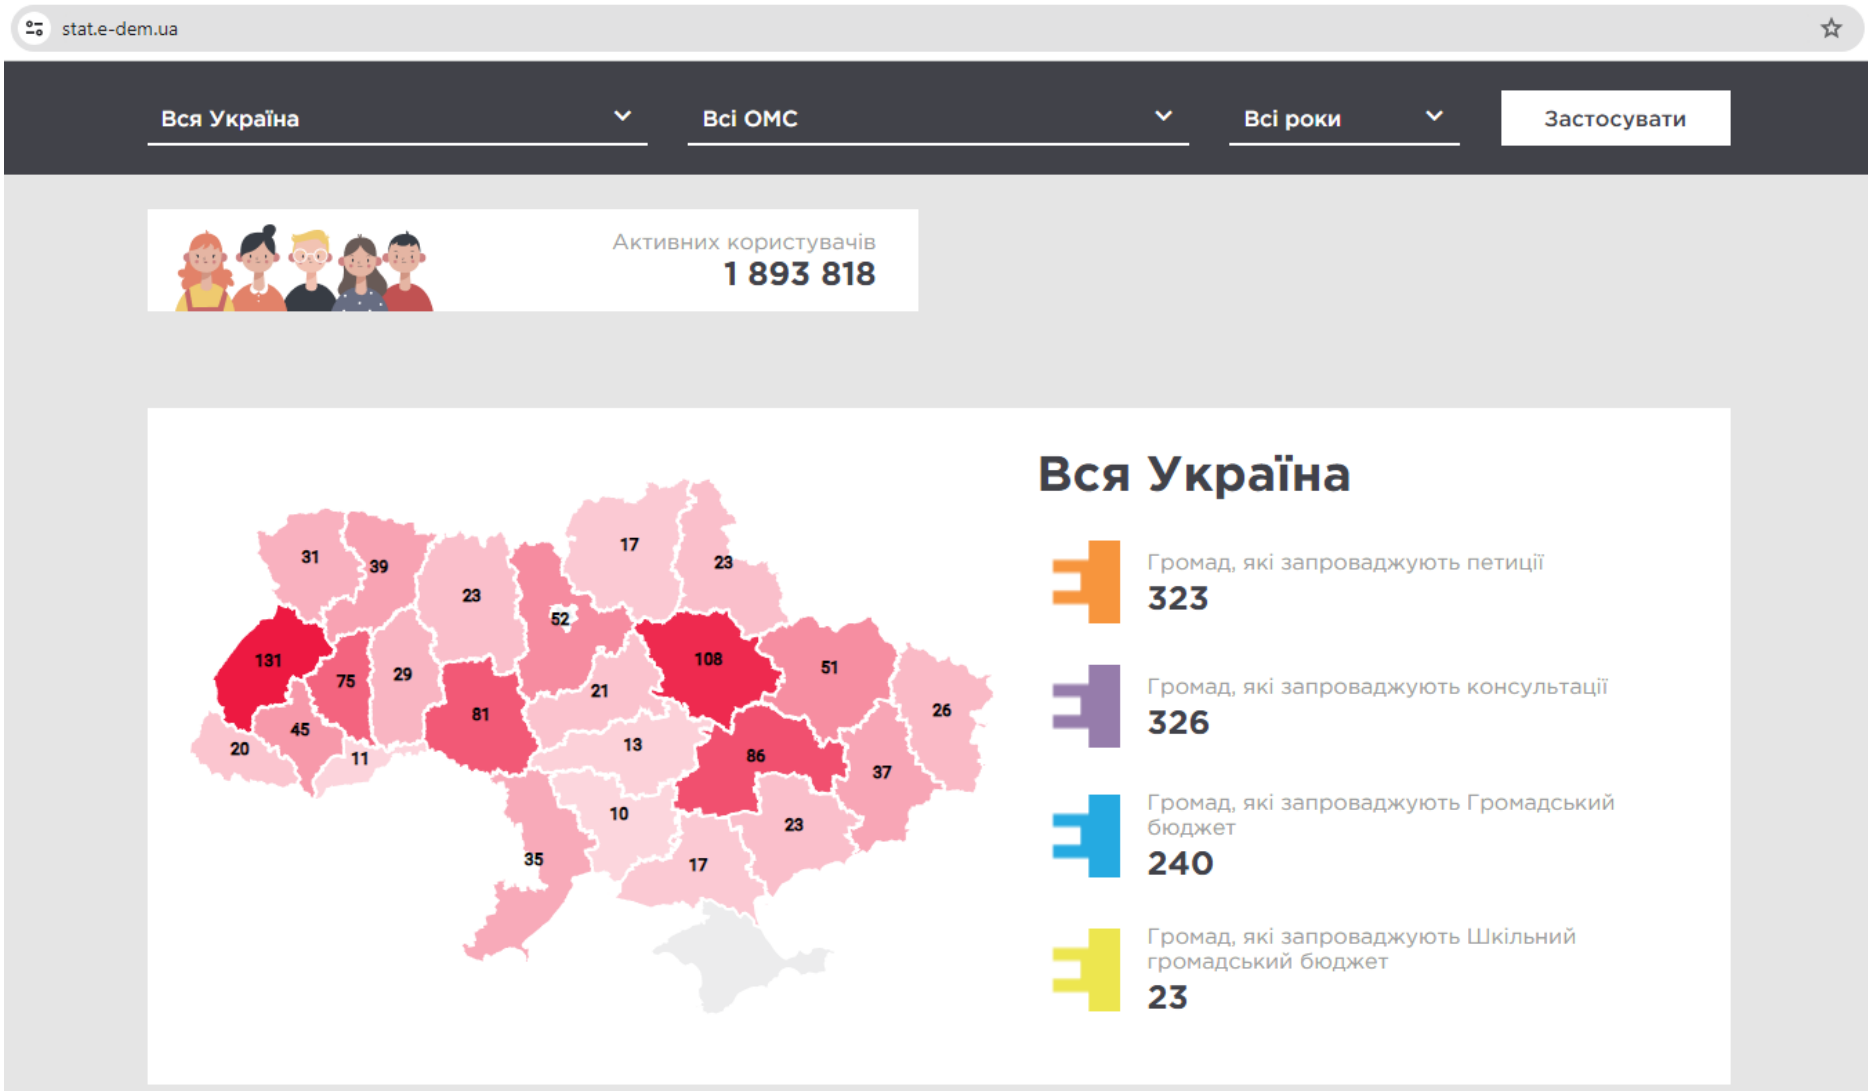 stat.e-dem.ua
Вся Україна
Всі ОМС
Всі роки
Застосувати
Активних користувачів
1 893 818
Вся Україна
Громад, які запроваджують петиції
323
Громад, які запроваджують консультації
326
Громад, які запроваджують Громадський
бюджет
240
Громад, які запроваджують Шкільний
громадський бюджет
23
31
39
23
52
17
23
131
75
29
81
21
108
51
26
20
45
11
13
86
37
10
23
35
17